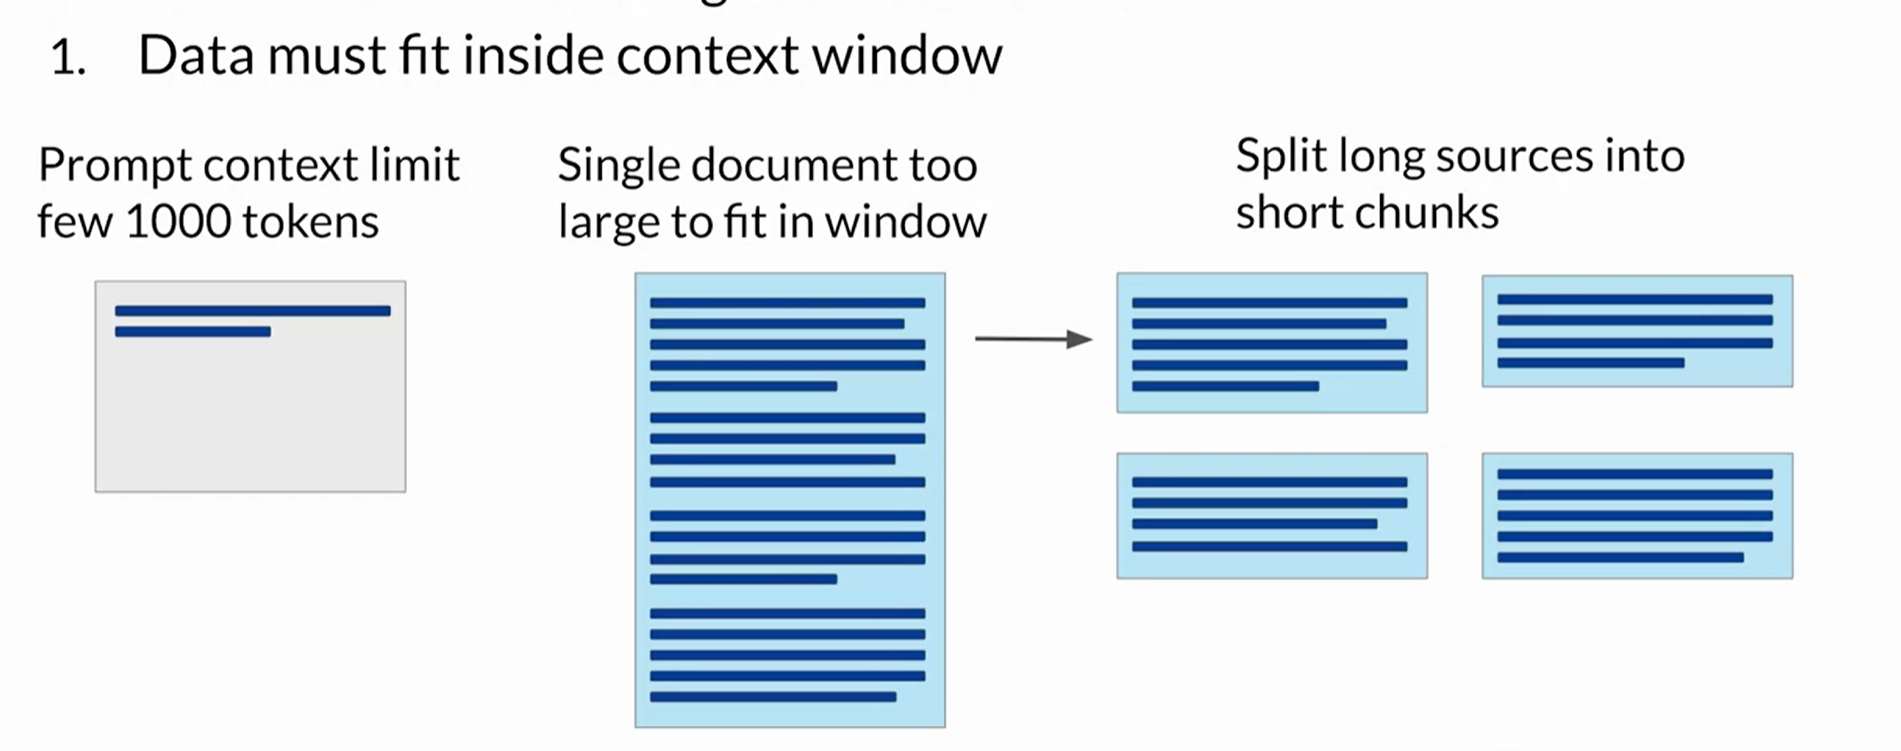 1. Data must fit inside context window
Prompt context limit
few 1000 tokens
Single document too
large to fit in window
Split long sources into
short chunks